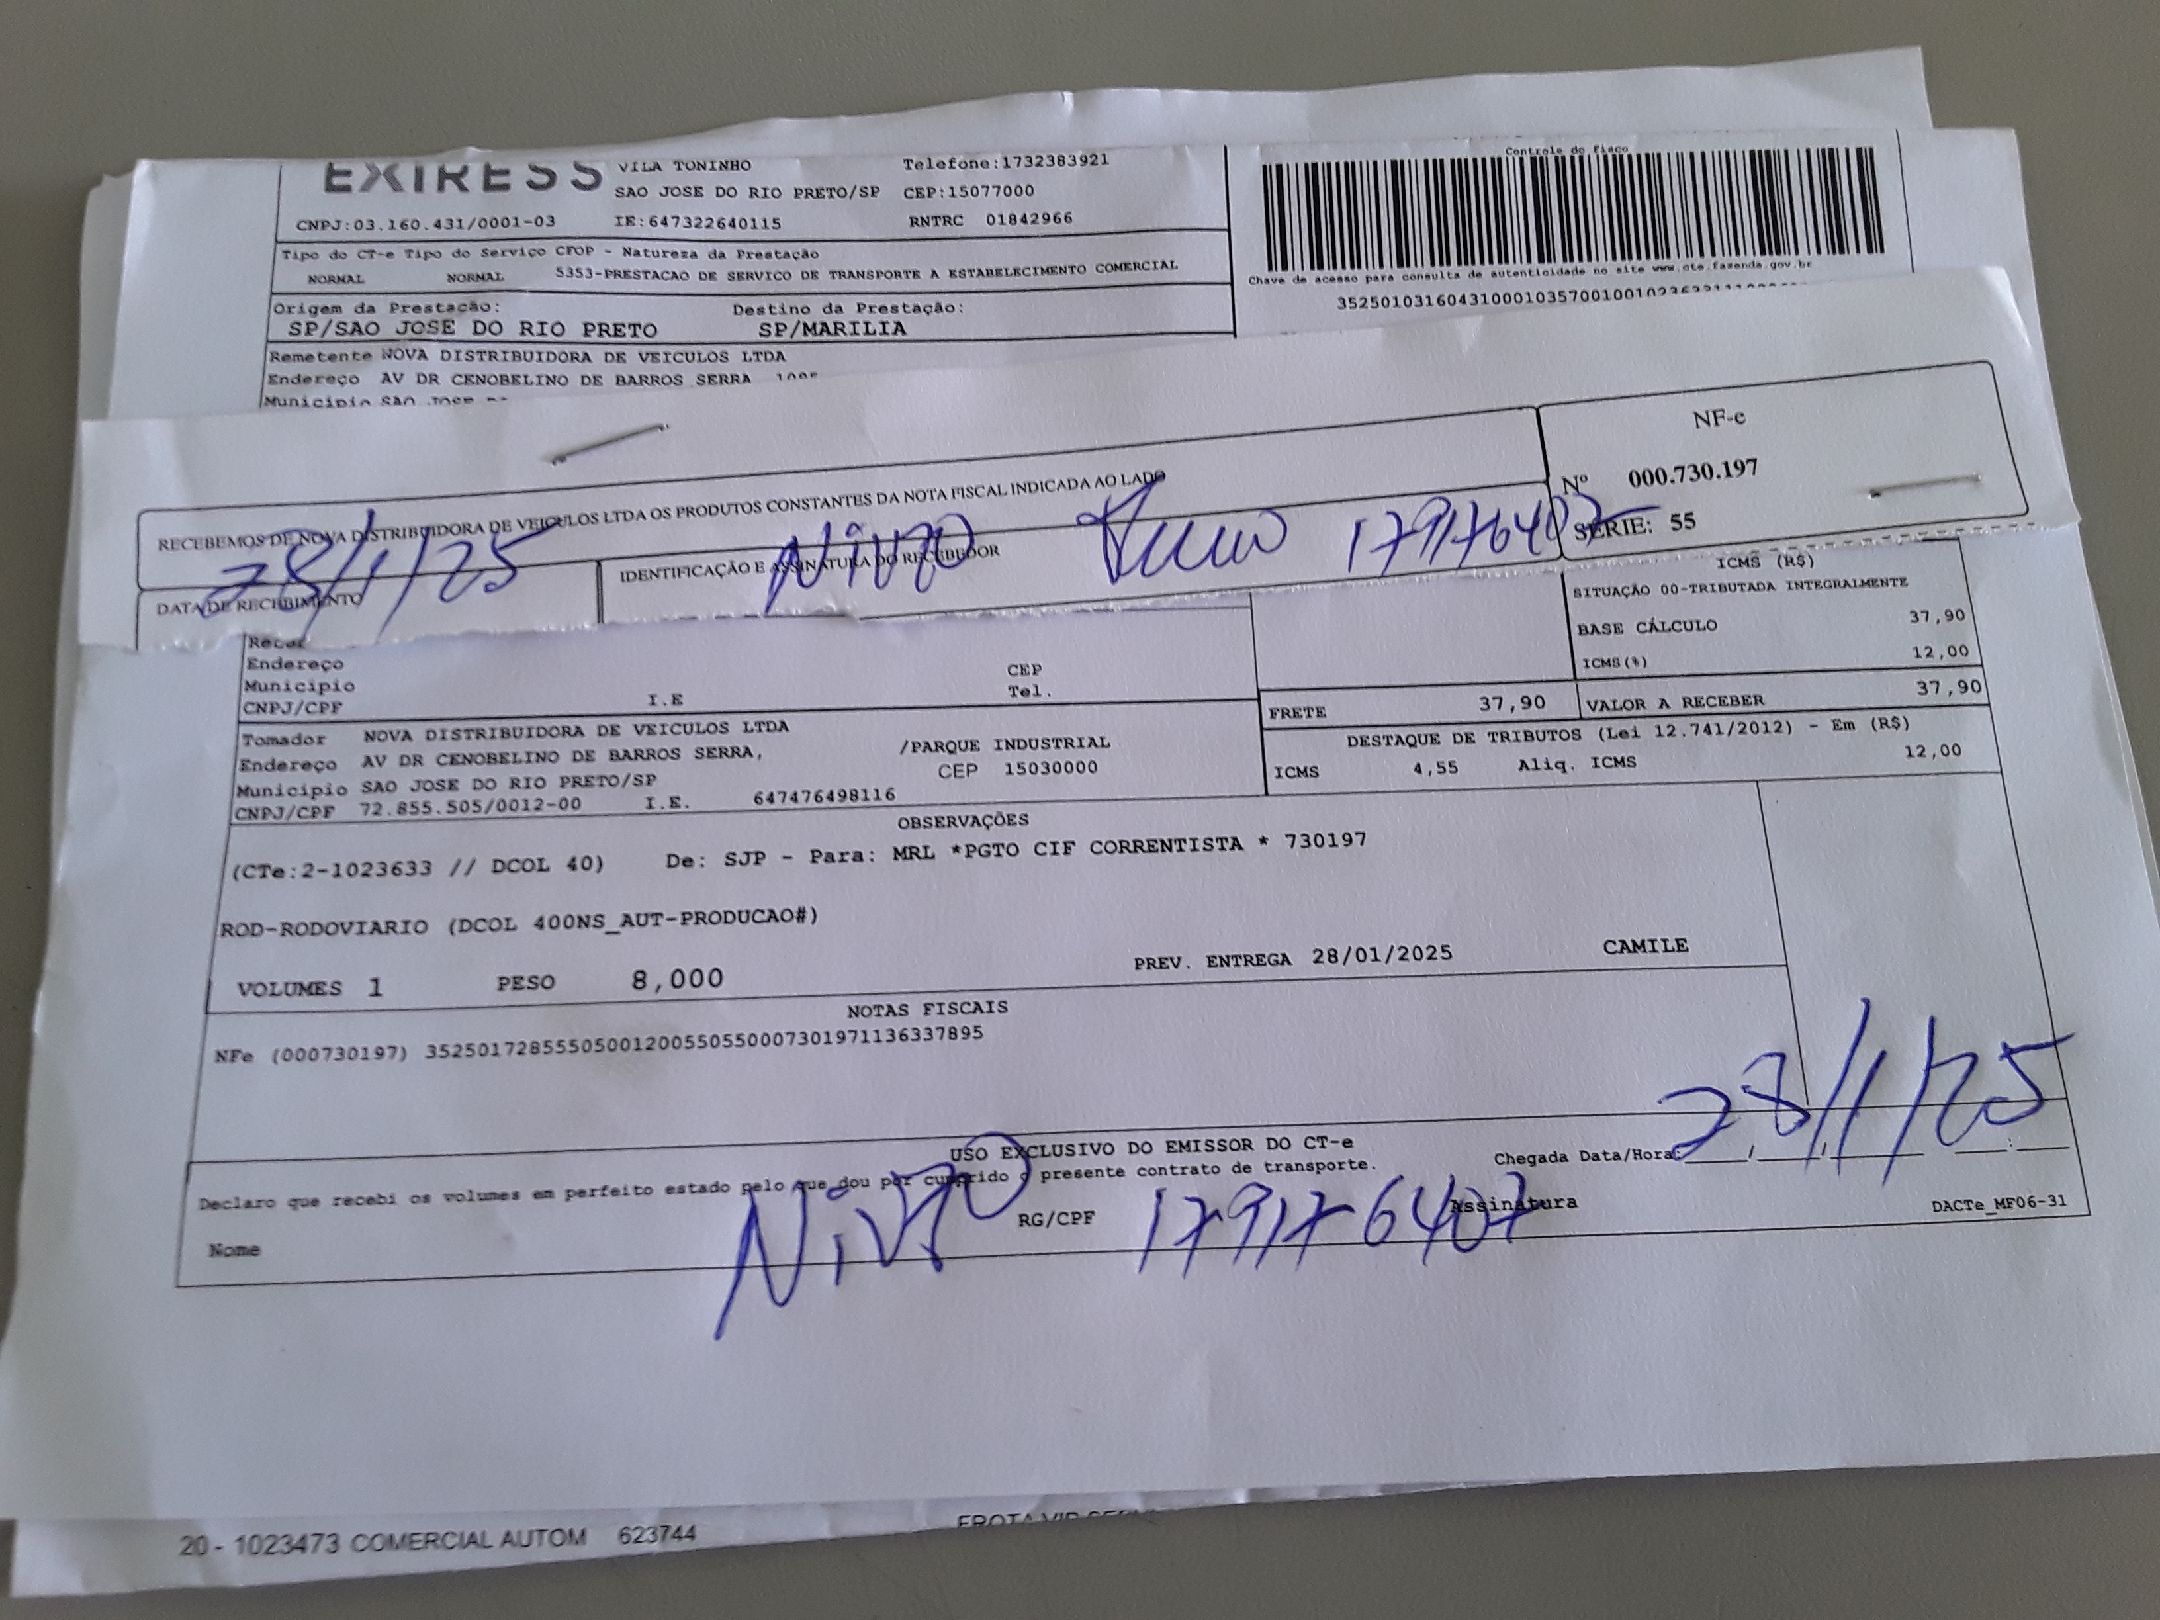 EXPRESS
VILA TONINHO Telefone:1732383921
SAO JOSE DO RIO PRETO/SP CEP:15077000
CNPJ:03.160.431/0001-03 IE:647322640115 RNTRC 01842966
Controle do Fisco
Tipo do CT-e Tipo do Serviço CFOP - Natureza da Prestação
NORMAL NORMAL 5353-PRESTACAO DE SERVICO DE TRANSPORTE A ESTABELECIMENTO COMERCIAL
Chave de acesso para consulta de autenticidade no site www.cte.fazenda.gov.br
Origem da Prestação: Destino da Prestação:
SP/SAO JOSE DO RIO PRETO SP/MARILIA
Remetente NOVA DISTRIBUIDORA DE VEICULOS LTDA
Endereço AV DR CENOBELINO DE BARROS SERRA
Município SAO JOSE
NF-e
Nº 000.730.197
SÉRIE: 55
RECEBEMOS DE NOVA DISTRIBUIDORA DE VEICULOS LTDA OS PRODUTOS CONSTANTES DA NOTA FISCAL INDICADA AO LADO
28/1/25 179176407
DATA DE RECEBIMENTO IDENTIFICAÇÃO E ASSINATURA DO RECEBEDOR
ICMS (R$)
SITUAÇÃO 00-TRIBUTADA INTEGRALMENTE
BASE CÁLCULO 37,90
ICMS(%) 12,00
Endereço CEP
Município Tel.
CNPJ/CPF I.E
FRETE 37,90 VALOR A RECEBER 37,90
DESTAQUE DE TRIBUTOS (Lei 12.741/2012) - Em (R$)
ICMS 4,55 Aliq. ICMS 12,00
Tomador NOVA DISTRIBUIDORA DE VEICULOS LTDA
Endereço AV DR CENOBELINO DE BARROS SERRA, /PARQUE INDUSTRIAL
Município SAO JOSE DO RIO PRETO/SP CEP 15030000
CNPJ/CPF 72.855.505/0012-00 I.E. 647476498116
OBSERVAÇÕES
(CTe:2-1023633 // DCOL 40) De: SJP - Para: MRL *PGTO CIF CORRENTISTA * 730197
ROD-RODOVIARIO (DCOL 400NS_AUT-PRODUCAO#)
VOLUMES 1 PESO 8,000 PREV. ENTREGA 28/01/2025 CAMILE
NOTAS FISCAIS
NFe (000730197) 35250172855505001200550550007301971136337895
USO EXCLUSIVO DO EMISSOR DO CT-e
Declaro que recebi os volumes em perfeito estado pelo que dou por cumprido o presente contrato de transporte.
Chegada Data/Hora: 28/1/25
Nome RG/CPF 179176407 Assinatura
DACTe_MF06-31
20 - 1023473 COMERCIAL AUTOM 623744